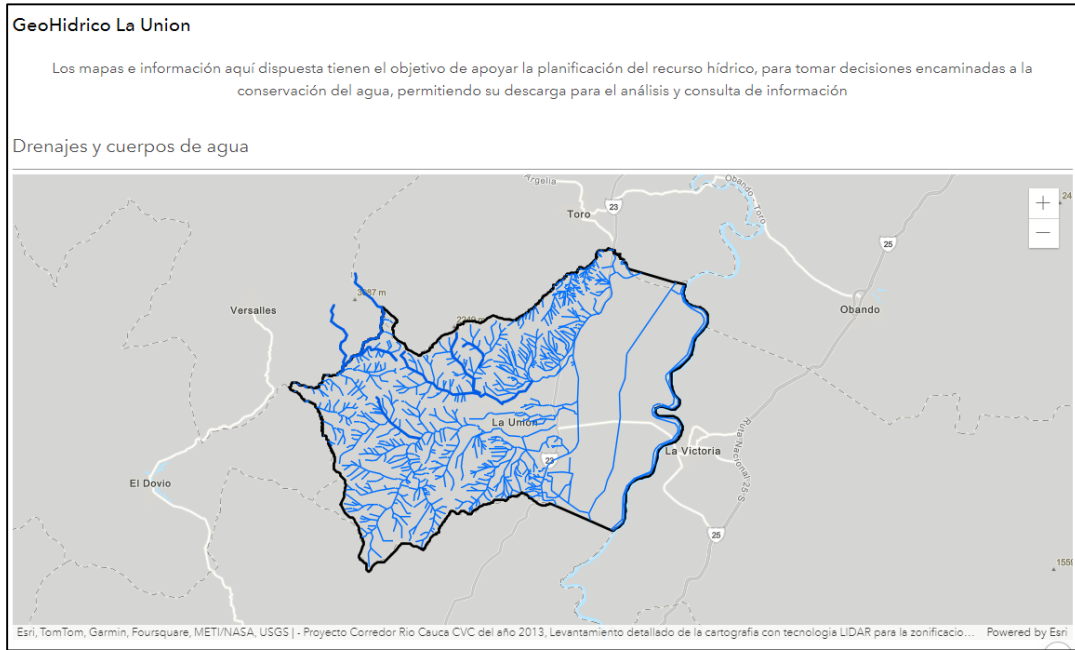 GeoHidrico La Union
Los mapas e información aquí dispuesta tienen el objetivo de apoyar la planificación del recurso hídrico, para tomar decisiones encaminadas a la
conservación del agua, permitiendo su descarga para el análisis y consulta de información
Drenajes y cuerpos de agua
Argelia
Obando - Toro
24
+
−
Toro
23
25
3087 m
Versalles
2240 m
Obando
La Unión
La Victoria
Ruta Nacional 25-S
23
El Dovio
25
1550
Esri, TomTom, Garmin, Foursquare, METI/NASA, USGS | - Proyecto Corredor Rio Cauca CVC del año 2013, Levantamiento detallado de la cartografia con tecnologia LIDAR para la zonificacio... Powered by Esri